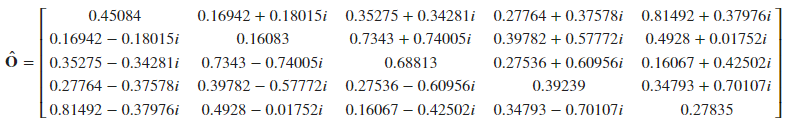 0.45084 0.16942 + 0.18015i 0.35275 + 0.34281i 0.27764 + 0.37578i 0.81492 + 0.37976i
0.16942 − 0.18015i 0.16083 0.7343 + 0.74005i 0.39782 + 0.57772i 0.4928 + 0.01752i
Ô = 0.35275 − 0.34281i 0.7343 − 0.74005i 0.68813 0.27536 + 0.60956i 0.16067 + 0.42502i
0.27764 − 0.37578i 0.39782 − 0.57772i 0.27536 − 0.60956i 0.39239 0.34793 + 0.70107i
0.81492 − 0.37976i 0.4928 − 0.01752i 0.16067 − 0.42502i 0.34793 − 0.70107i 0.27835